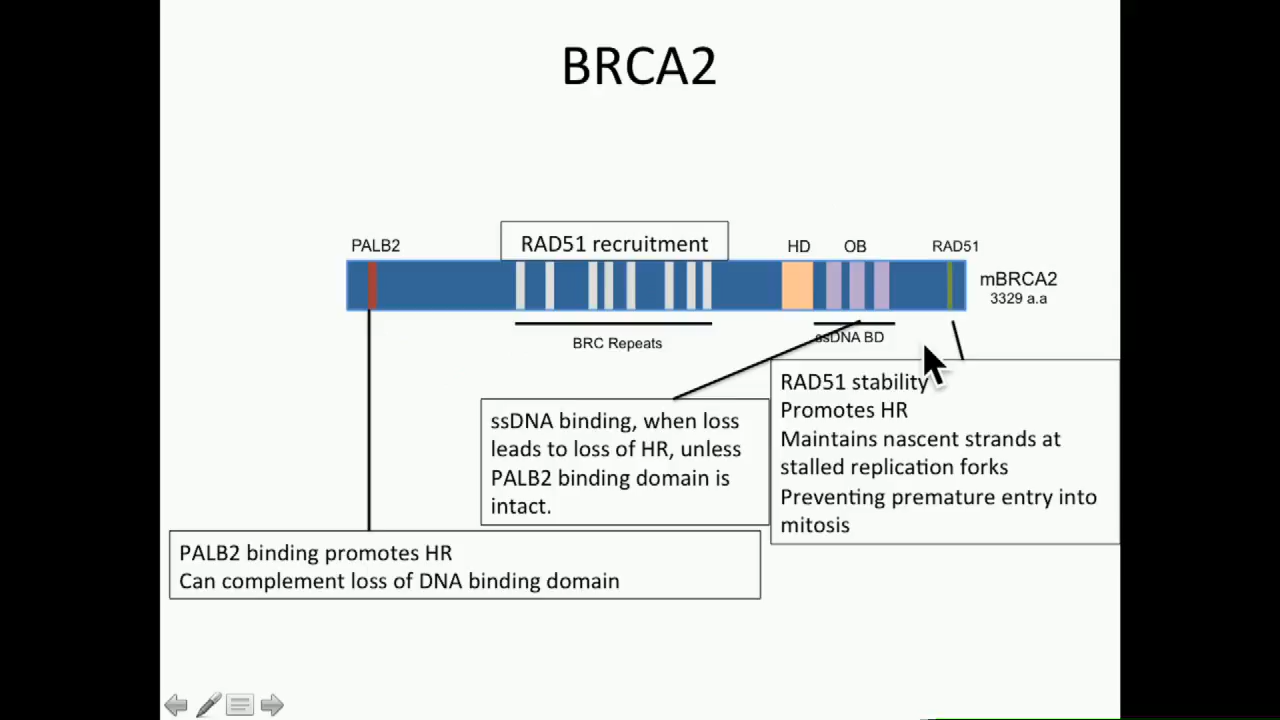 BRCA2
PALB2
RAD51 recruitment
HD
OB
RAD51
mBRCA2
3329 a.a
BRC Repeats
ssDNA BD
RAD51 stability
Promotes HR
Maintains nascent strands at
stalled replication forks
Preventing premature entry into
mitosis
ssDNA binding, when loss
leads to loss of HR, unless
PALB2 binding domain is
intact.
PALB2 binding promotes HR
Can complement loss of DNA binding domain